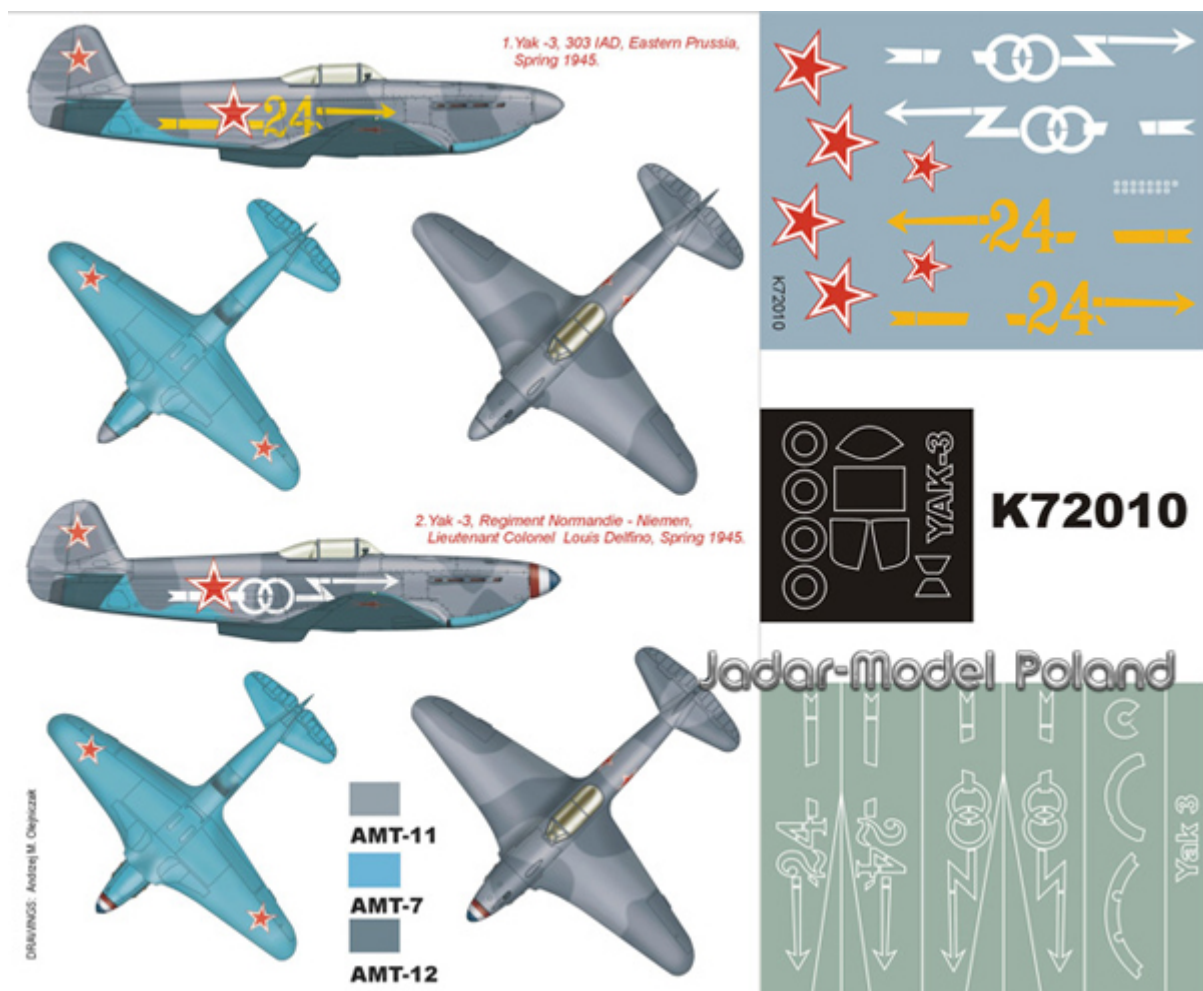 1.Yak -3, 303 IAD, Eastern Prussia,
Spring 1945.
24
2.Yak -3, Regiment Normandie - Niemen,
Lieutenant Colonel Louis Delfino, Spring 1945.
AMT-11
AMT-7
AMT-12
DRAWINGS: Andrzej M. Olejniczak
24
24
K72010
YAK-3
K72010
Jadar-Model Poland
24
24
Yak 3